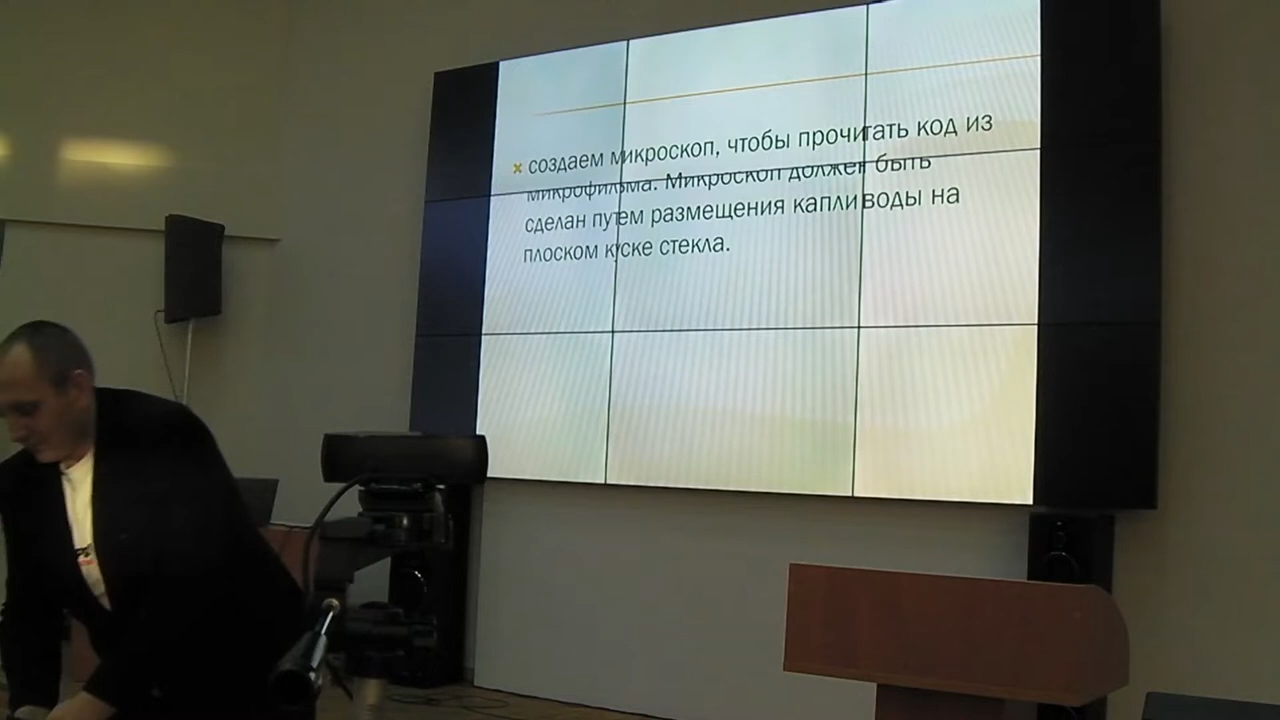 создаем микроскоп, чтобы прочитать код из
микрофильма. Микроскоп должен быть
сделан путем размещения капли воды на
плоском куске стекла.